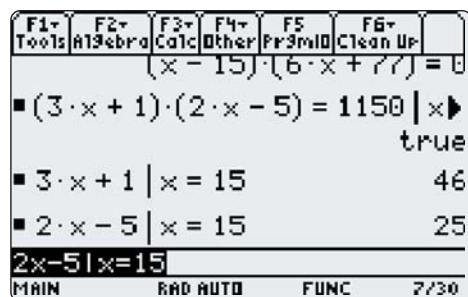 F1▾ F2▾ F3▾ F4▾ F5 F6▾
Tools Algebra Calc Other PrgmIO Clean Up
(x − 15)·(6·x + 77) = 0
▪(3·x + 1)·(2·x − 5) = 1150 | x▶
true
▪3·x + 1 | x = 15 46
▪2·x − 5 | x = 15 25
2x-5|x=15
MAIN RAD AUTO FUNC 7/30